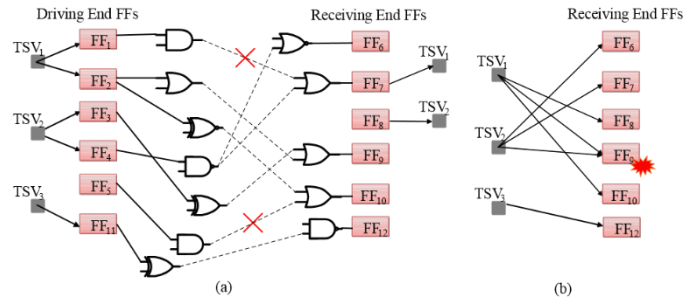 Driving End FFs
Receiving End FFs
Receiving End FFs
TSV1
FF1
FF2
TSV2
FF3
FF4
TSV3
FF5
FF11
FF6
TSV1
FF7
TSV2
FF8
FF9
FF10
FF12
(a)
FF6
TSV1
FF7
FF8
TSV2
FF9
FF10
TSV3
FF12
(b)